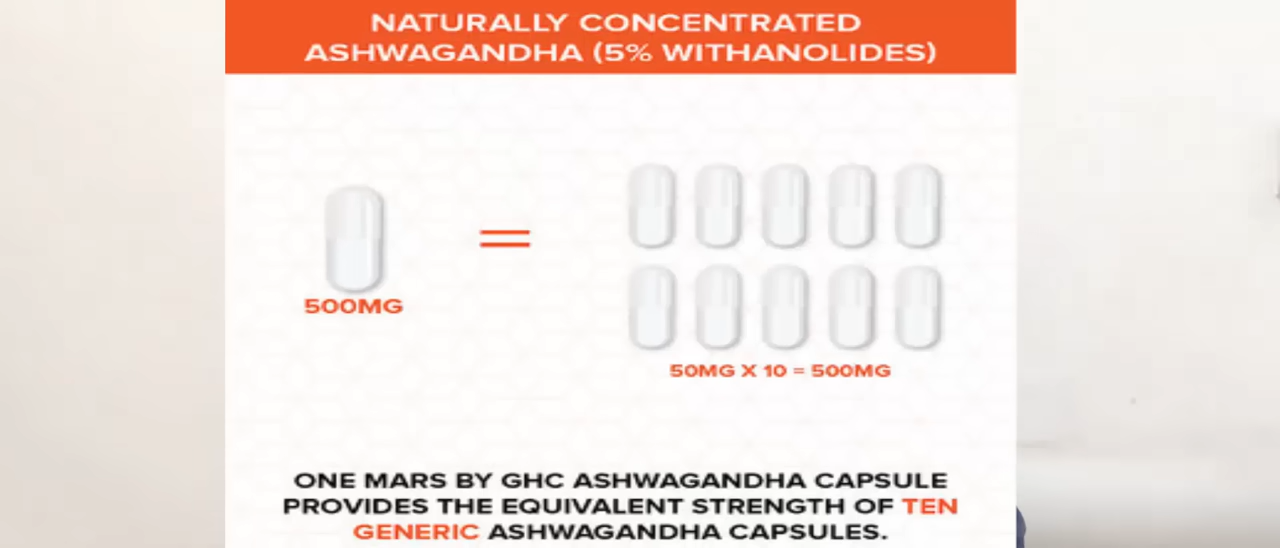 NATURALLY CONCENTRATED
ASHWAGANDHA (5% WITHANOLIDES)
500MG
50MG X 10 = 500MG
ONE MARS BY GHC ASHWAGANDHA CAPSULE
PROVIDES THE EQUIVALENT STRENGTH OF TEN
GENERIC ASHWAGANDHA CAPSULES.